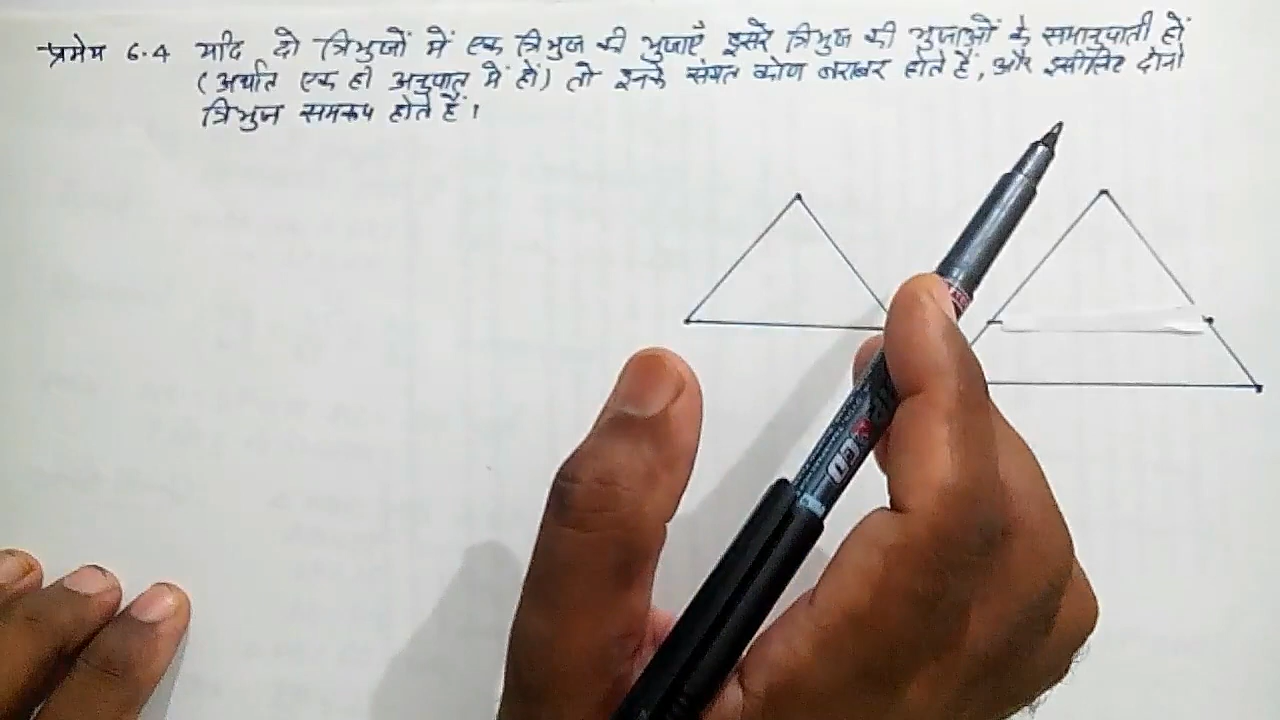 प्रमेय 6.4 यदि दो त्रिभुजों में एक त्रिभुज की भुजाएँ दूसरे त्रिभुज की भुजाओं के समानुपाती हों
(अर्थात एक ही अनुपात में हों) तो इनके संगत कोण बराबर होते हैं, और इसीलिए दोनो
त्रिभुज समरूप होते हैं।